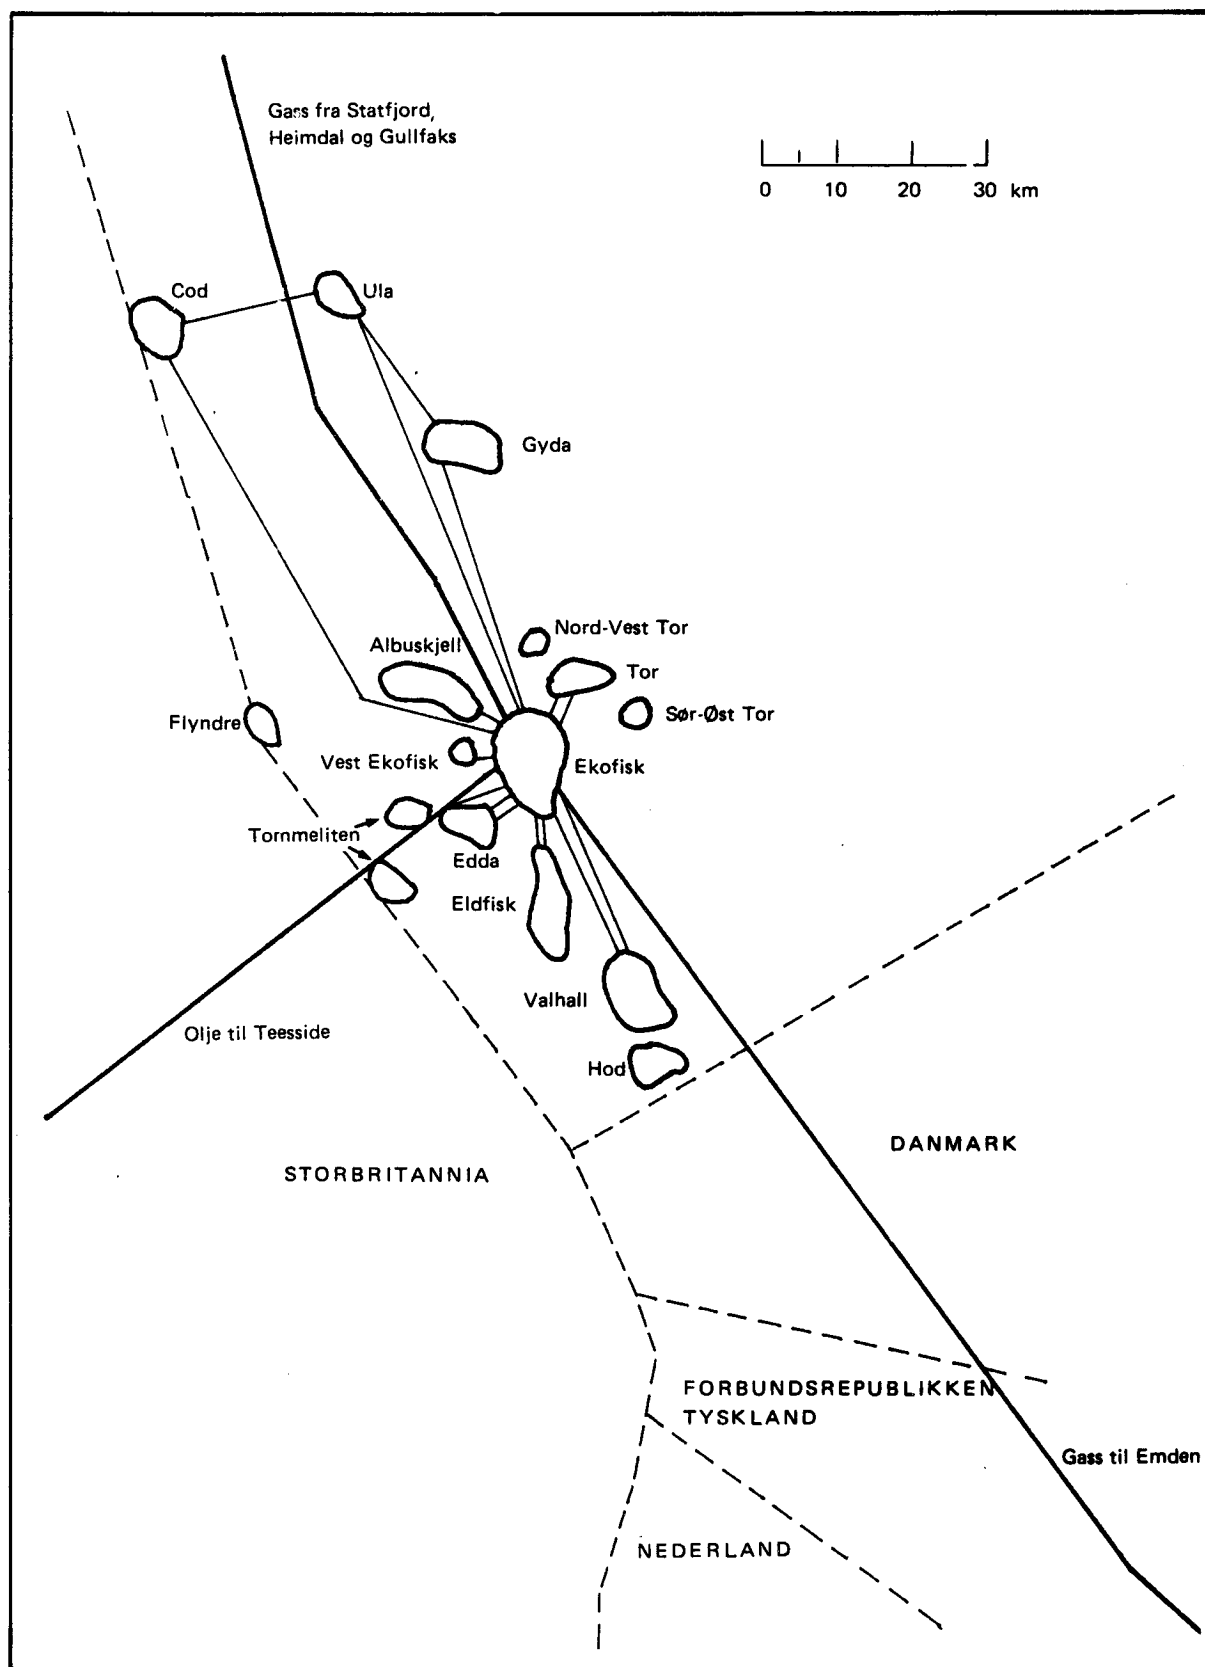 Gass fra Statfjord,
Heimdal og Gullfaks
0 10 20 30 km
Cod
Ula
Gyda
Nord-Vest Tor
Albuskjell
Tor
Sør-Øst Tor
Flyndre
Vest Ekofisk
Ekofisk
Tornmeliten
Edda
Eldfisk
Valhall
Olje til Teesside
Hod
DANMARK
STORBRITANNIA
FORBUNDSREPUBLIKKEN
TYSKLAND
Gass til Emden
NEDERLAND